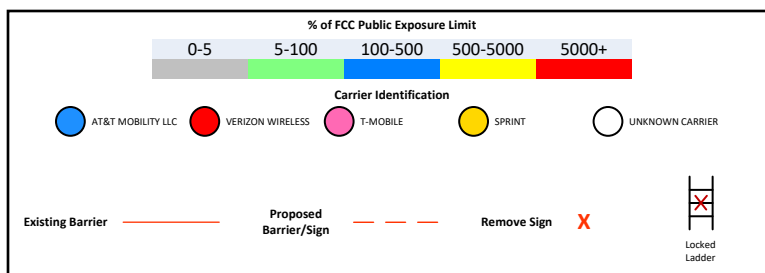 % of FCC Public Exposure Limit
0-5 5-100 100-500 500-5000 5000+
Carrier Identification
AT&T MOBILITY LLC VERIZON WIRELESS T-MOBILE SPRINT UNKNOWN CARRIER
Existing Barrier Proposed Barrier/Sign Remove Sign X
Locked
Ladder